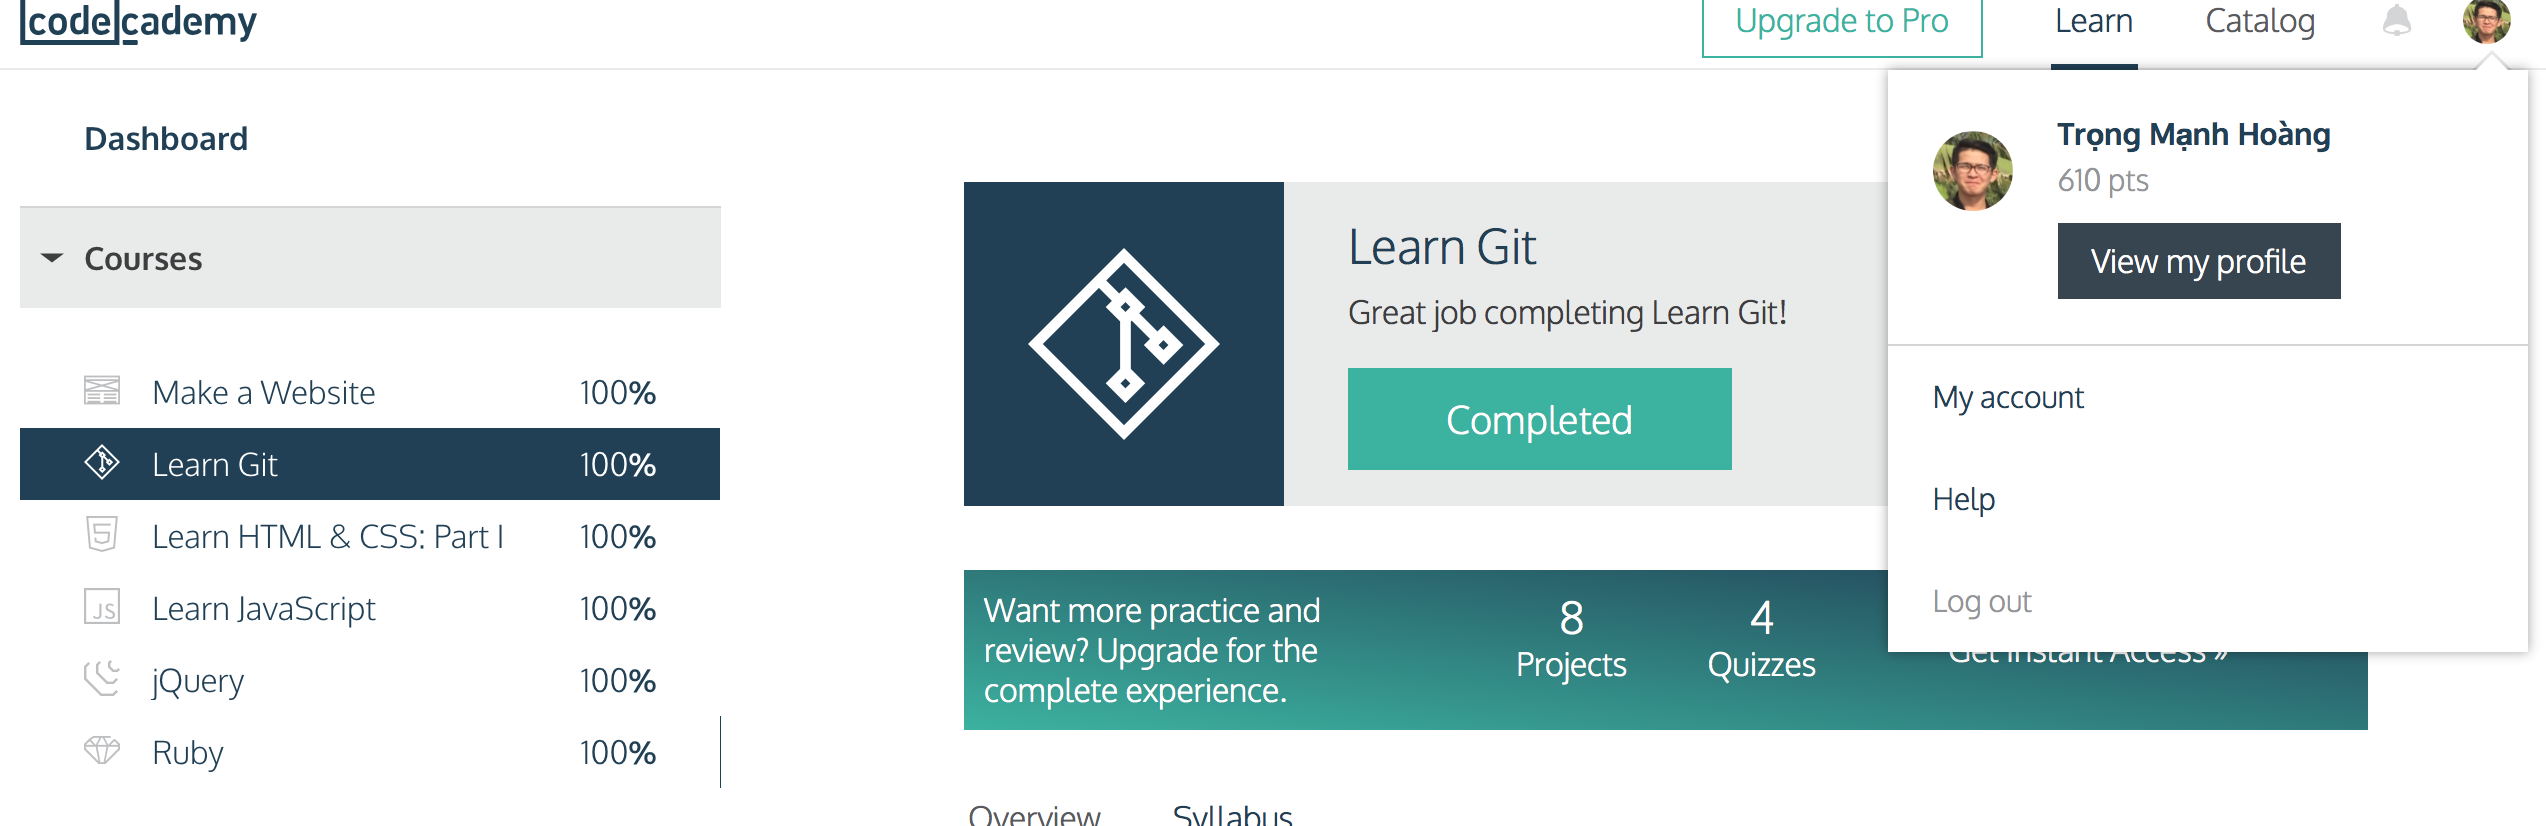 codecademy
Upgrade to Pro
Learn
Catalog
Dashboard
Courses
Make a Website 100%
Learn Git 100%
Learn HTML & CSS: Part I 100%
JS Learn JavaScript 100%
jQuery 100%
Ruby 100%
Learn Git
Great job completing Learn Git!
Completed
Want more practice and
review? Upgrade for the
complete experience.
8
Projects
4
Quizzes
Get Instant Access »
Overview
Syllabus
Trọng Mạnh Hoàng
610 pts
View my profile
My account
Help
Log out